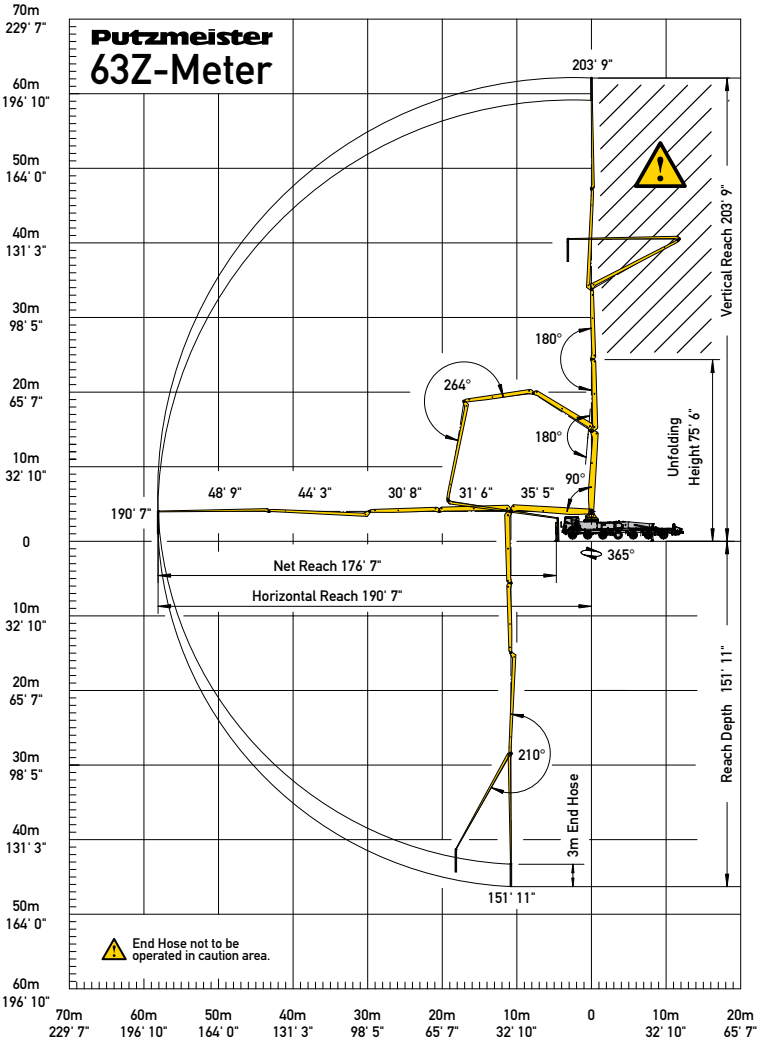 70m
229' 7"
Putzmeister
63Z-Meter
203' 9"
60m
196' 10"
50m
164' 0"
!
40m
131' 3"
Vertical Reach 203' 9"
30m
98' 5"
180°
20m
65' 7"
264°
180°
Unfolding
Height 75' 6"
10m
32' 10"
90°
48' 9"
44' 3"
30' 8"
31' 6"
35' 5"
190' 7"
0
365°
Net Reach 176' 7"
Horizontal Reach 190' 7"
10m
32' 10"
20m
65' 7"
Reach Depth 151' 11"
210°
30m
98' 5"
3m End Hose
40m
131' 3"
151' 11"
50m
164' 0"
!
End Hose not to be
operated in caution area.
60m
196' 10"
70m 60m 50m 40m 30m 20m 10m 0 10m 20m
229' 7" 196' 10" 164' 0" 131' 3" 98' 5" 65' 7" 32' 10" 32' 10" 65' 7"